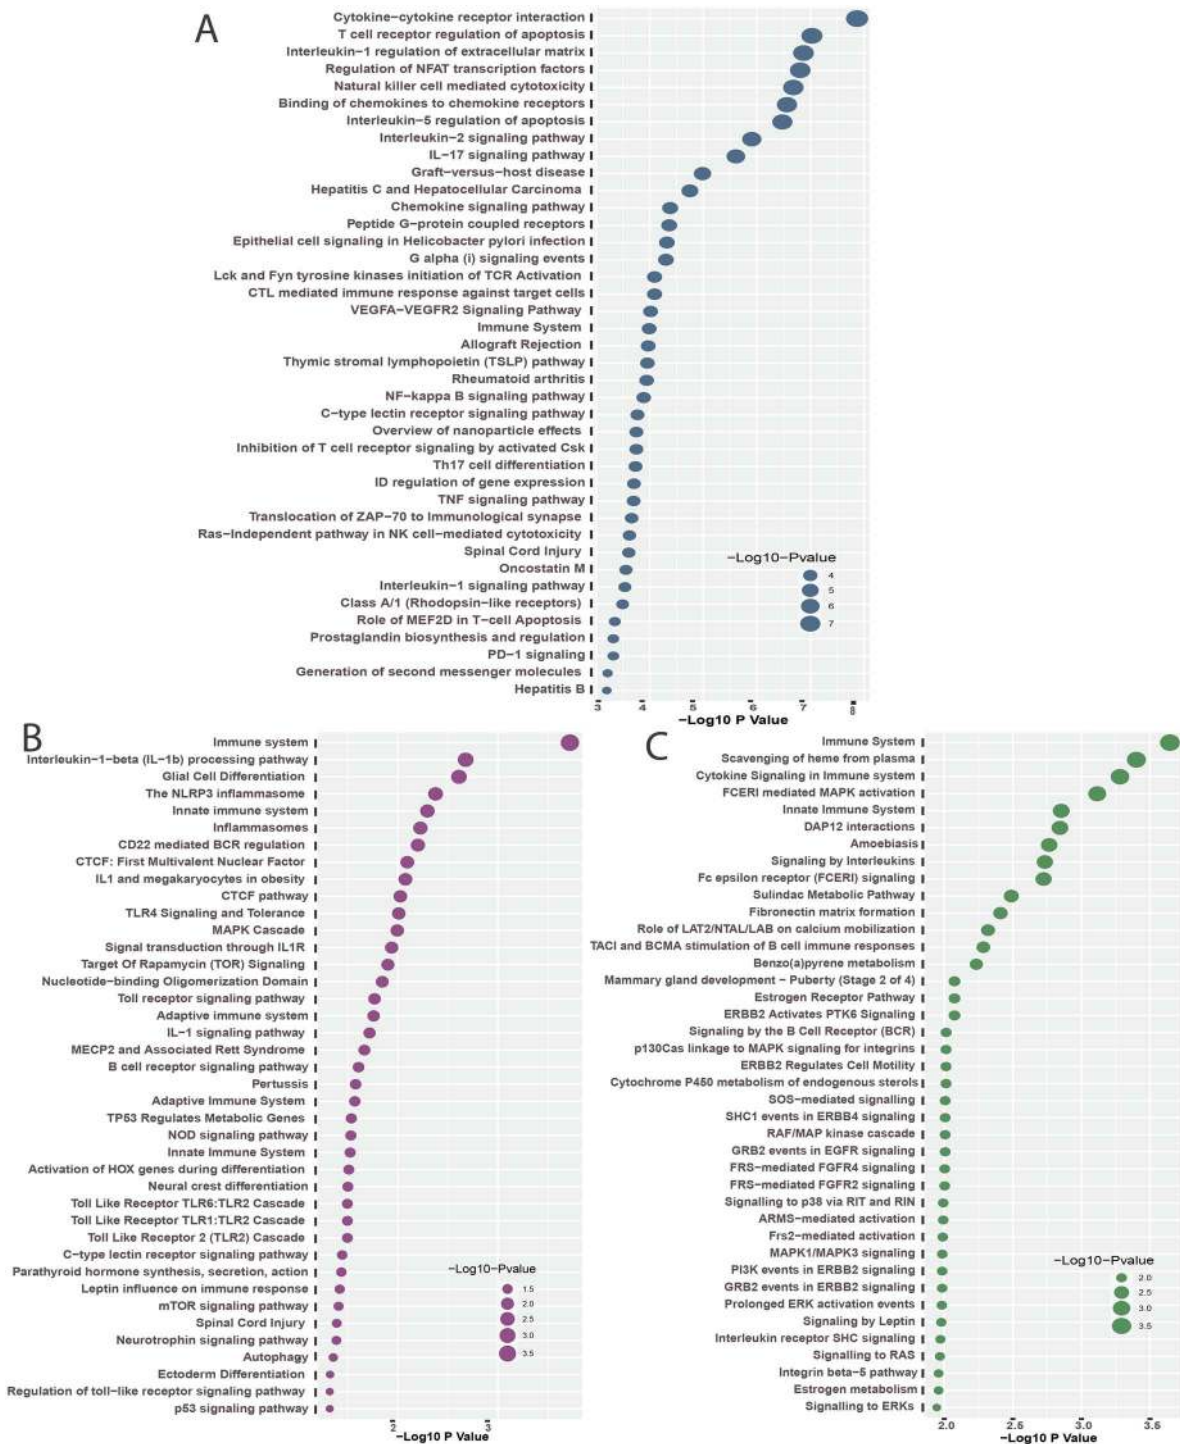 A
Cytokine−cytokine receptor interaction
T cell receptor regulation of apoptosis
Interleukin−1 regulation of extracellular matrix
Regulation of NFAT transcription factors
Natural killer cell mediated cytotoxicity
Binding of chemokines to chemokine receptors
Interleukin−5 regulation of apoptosis
Interleukin−2 signaling pathway
IL−17 signaling pathway
Graft−versus−host disease
Hepatitis C and Hepatocellular Carcinoma
Chemokine signaling pathway
Peptide G−protein coupled receptors
Epithelial cell signaling in Helicobacter pylori infection
G alpha (i) signaling events
Lck and Fyn tyrosine kinases initiation of TCR Activation
CTL mediated immune response against target cells
VEGFA−VEGFR2 Signaling Pathway
Immune System
Allograft Rejection
Thymic stromal lymphopoietin (TSLP) pathway
Rheumatoid arthritis
NF−kappa B signaling pathway
C−type lectin receptor signaling pathway
Overview of nanoparticle effects
Inhibition of T cell receptor signaling by activated Csk
Th17 cell differentiation
ID regulation of gene expression
TNF signaling pathway
Translocation of ZAP−70 to Immunological synapse
Ras−Independent pathway in NK cell−mediated cytotoxicity
Spinal Cord Injury
Oncostatin M
Interleukin−1 signaling pathway
Class A/1 (Rhodopsin−like receptors)
Role of MEF2D in T−cell Apoptosis
Prostaglandin biosynthesis and regulation
PD−1 signaling
Generation of second messenger molecules
Hepatitis B
−Log10−Pvalue
4
5
6
7
3 4 5 6 7 8
−Log10 P Value
B
Immune system
Interleukin−1−beta (IL−1b) processing pathway
Glial Cell Differentiation
The NLRP3 inflammasome
Innate immune system
Inflammasomes
CD22 mediated BCR regulation
CTCF: First Multivalent Nuclear Factor
IL1 and megakaryocytes in obesity
CTCF pathway
TLR4 Signaling and Tolerance
MAPK Cascade
Signal transduction through IL1R
Target Of Rapamycin (TOR) Signaling
Nucleotide−binding Oligomerization Domain
Toll receptor signaling pathway
Adaptive immune system
IL−1 signaling pathway
MECP2 and Associated Rett Syndrome
B cell receptor signaling pathway
Pertussis
Adaptive Immune System
TP53 Regulates Metabolic Genes
NOD signaling pathway
Innate Immune System
Activation of HOX genes during differentiation
Neural crest differentiation
Toll Like Receptor TLR6:TLR2 Cascade
Toll Like Receptor TLR1:TLR2 Cascade
Toll Like Receptor 2 (TLR2) Cascade
C−type lectin receptor signaling pathway
Parathyroid hormone synthesis, secretion, action
Leptin influence on immune response
mTOR signaling pathway
Spinal Cord Injury
Neurotrophin signaling pathway
Autophagy
Ectoderm Differentiation
Regulation of toll−like receptor signaling pathway
p53 signaling pathway
−Log10−Pvalue
1.5
2.0
2.5
3.0
3.5
2 3
−Log10 P Value
C
Immune System
Scavenging of heme from plasma
Cytokine Signaling in Immune system
FCERI mediated MAPK activation
Innate Immune System
DAP12 interactions
Amoebiasis
Signaling by Interleukins
Fc epsilon receptor (FCERI) signaling
Sulindac Metabolic Pathway
Fibronectin matrix formation
Role of LAT2/NTAL/LAB on calcium mobilization
TACI and BCMA stimulation of B cell immune responses
Benzo(a)pyrene metabolism
Mammary gland development − Puberty (Stage 2 of 4)
Estrogen Receptor Pathway
ERBB2 Activates PTK6 Signaling
Signaling by the B Cell Receptor (BCR)
p130Cas linkage to MAPK signaling for integrins
ERBB2 Regulates Cell Motility
Cytochrome P450 metabolism of endogenous sterols
SOS−mediated signalling
SHC1 events in ERBB4 signaling
RAF/MAP kinase cascade
GRB2 events in EGFR signaling
FRS−mediated FGFR4 signaling
FRS−mediated FGFR2 signaling
Signalling to p38 via RIT and RIN
ARMS−mediated activation
Frs2−mediated activation
MAPK1/MAPK3 signaling
PI3K events in ERBB2 signaling
GRB2 events in ERBB2 signaling
Prolonged ERK activation events
Signaling by Leptin
Interleukin receptor SHC signaling
Signalling to RAS
Integrin beta−5 pathway
Estrogen metabolism
Signalling to ERKs
−Log10−Pvalue
2.0
2.5
3.0
3.5
2.0 2.6 3.0 3.6
−Log10 P Value